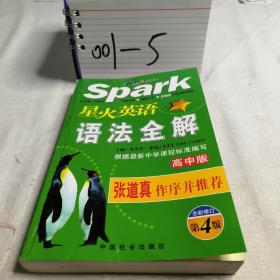 001-5
Spark
星火英语
语法全解
根据最新中学课程标准编写
高中版
张道真 作序并推荐
全新修订
第4版
中国社会出版社